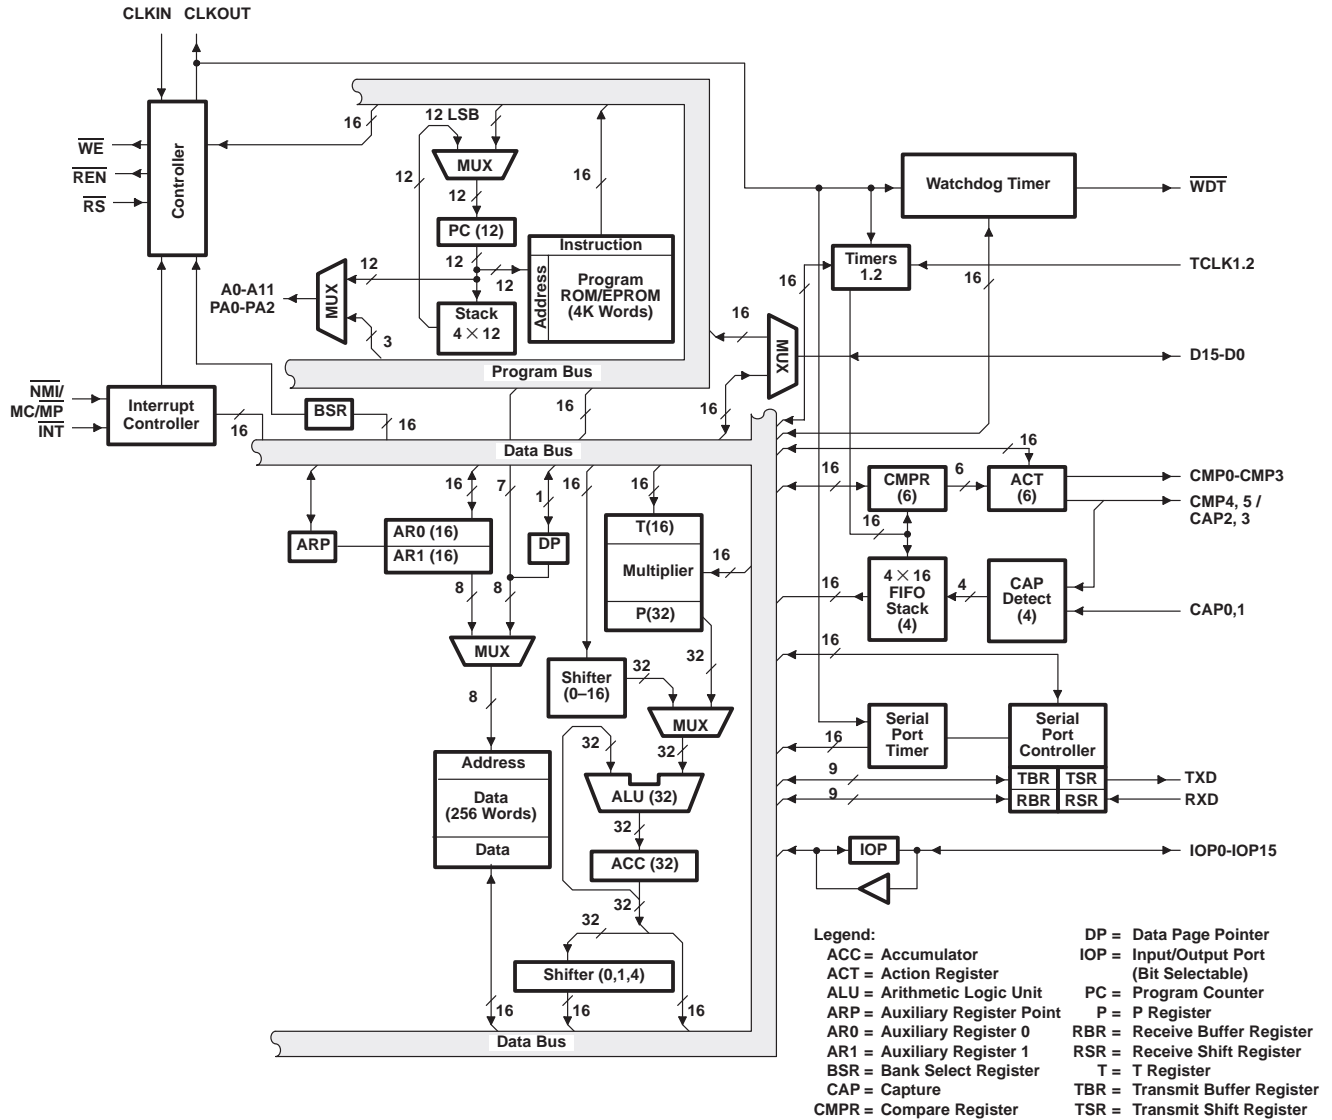 CLKIN CLKOUT
16
12 LSB
WE
REN
RS
Controller
MUX
12
12
16
PC (12)
12
12
12
A0-A11
PA0-PA2
MUX
3
Stack
4 × 12
Instruction
Address
Program
ROM/EPROM
(4K Words)
Program Bus
Watchdog Timer
WDT
Timers
1.2
16
16
TCLK1.2
16
MUX
D15-D0
16
NMI/
MC/MP
INT
Interrupt
Controller
16
BSR
16
16
Data Bus
16
7
1
16
16
ARP
AR0 (16)
AR1 (16)
DP
8
8
MUX
8
T(16)
Multiplier
P(32)
16
32
Shifter
(0–16)
32
MUX
32
32
ALU (32)
32
ACC (32)
32
32
Shifter (0,1,4)
Address
Data
(256 Words)
Data
16
16
16
Data Bus
16
16
CMPR
(6)
6
ACT
(6)
CMP0-CMP3
CMP4, 5 /
CAP2, 3
16
16
4 × 16
FIFO
Stack
(4)
4
CAP
Detect
(4)
CAP0,1
16
16
Serial
Port
Timer
Serial
Port
Controller
9
TBR TSR
TXD
9
RBR RSR
RXD
IOP
IOP0-IOP15
Legend:
ACC = Accumulator
ACT = Action Register
ALU = Arithmetic Logic Unit
ARP = Auxiliary Register Point
AR0 = Auxiliary Register 0
AR1 = Auxiliary Register 1
BSR = Bank Select Register
CAP = Capture
CMPR = Compare Register
DP = Data Page Pointer
IOP = Input/Output Port
(Bit Selectable)
PC = Program Counter
P = P Register
RBR = Receive Buffer Register
RSR = Receive Shift Register
T = T Register
TBR = Transmit Buffer Register
TSR = Transmit Shift Register